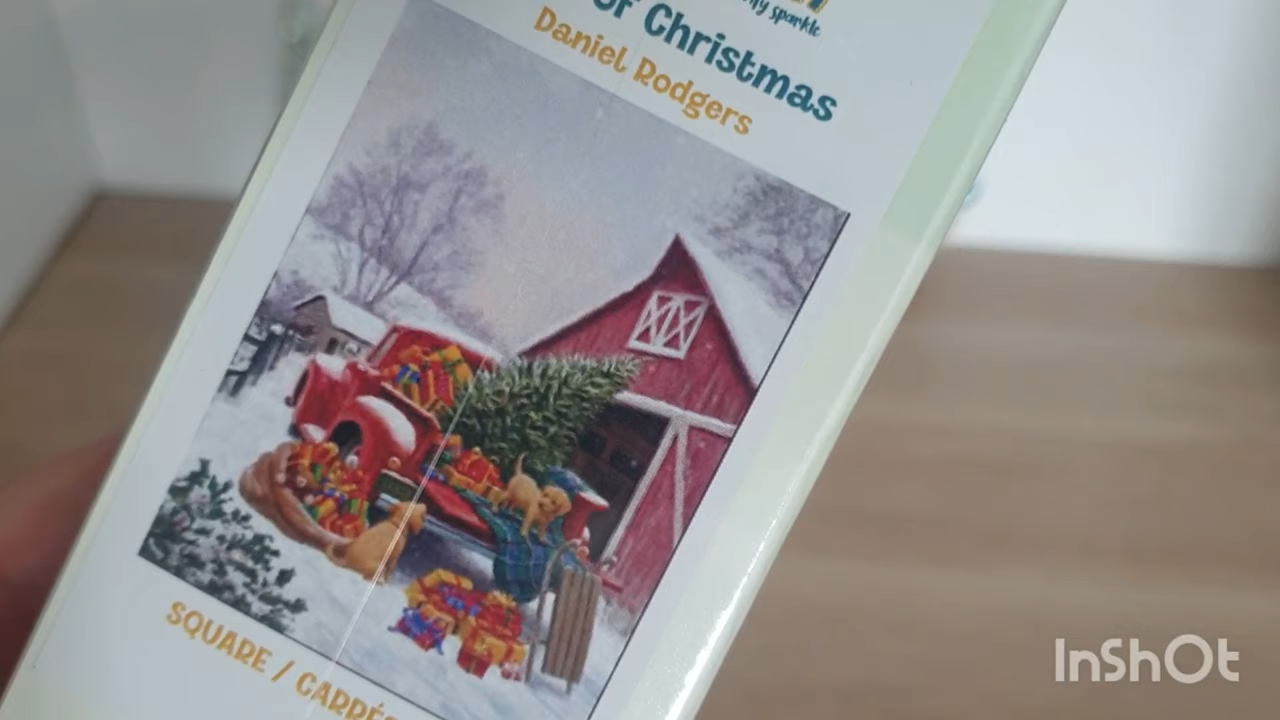 sparkle
of Christmas
Daniel Rodgers
SQUARE / CARRÉ
InShOt